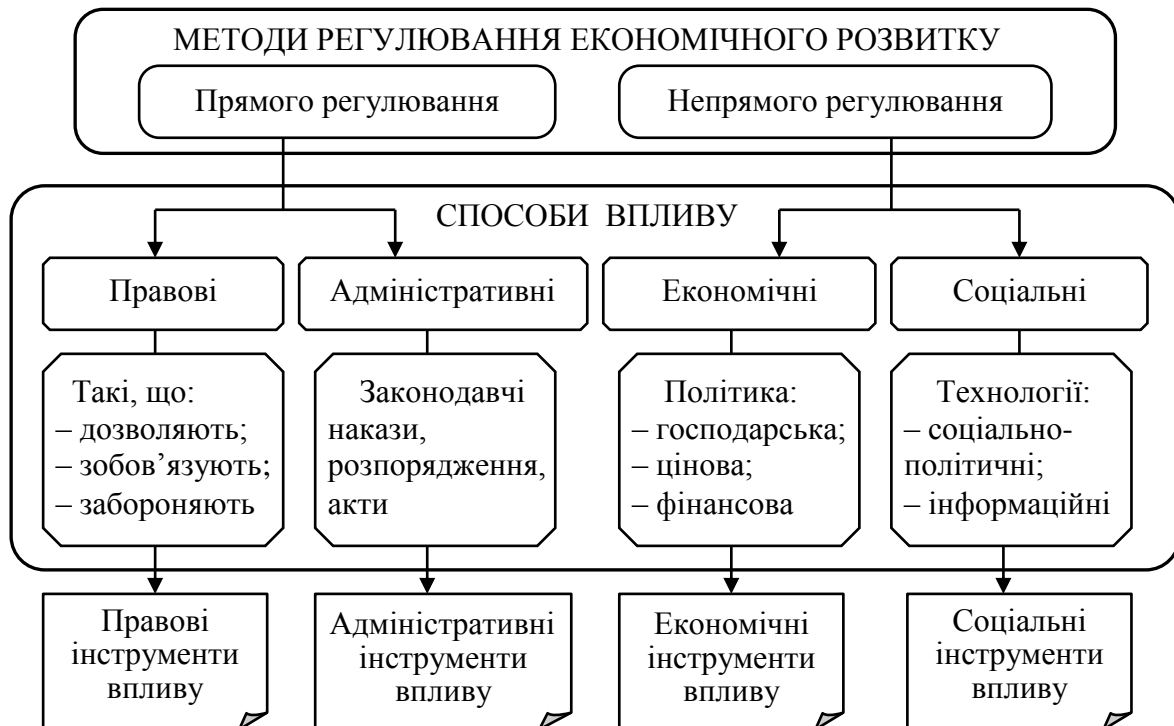 МЕТОДИ РЕГУЛЮВАННЯ ЕКОНОМІЧНОГО РОЗВИТКУ
Прямого регулювання
Непрямого регулювання
СПОСОБИ ВПЛИВУ
Правові
Адміністративні
Економічні
Соціальні
Такі, що:
– дозволяють;
– зобов’язують;
– забороняють
Законодавчі
накази,
розпорядження,
акти
Політика:
– господарська;
– цінова;
– фінансова
Технології:
– соціально-
політичні;
– інформаційні
Правові
інструменти
впливу
Адміністративні
інструменти
впливу
Економічні
інструменти
впливу
Соціальні
інструменти
впливу